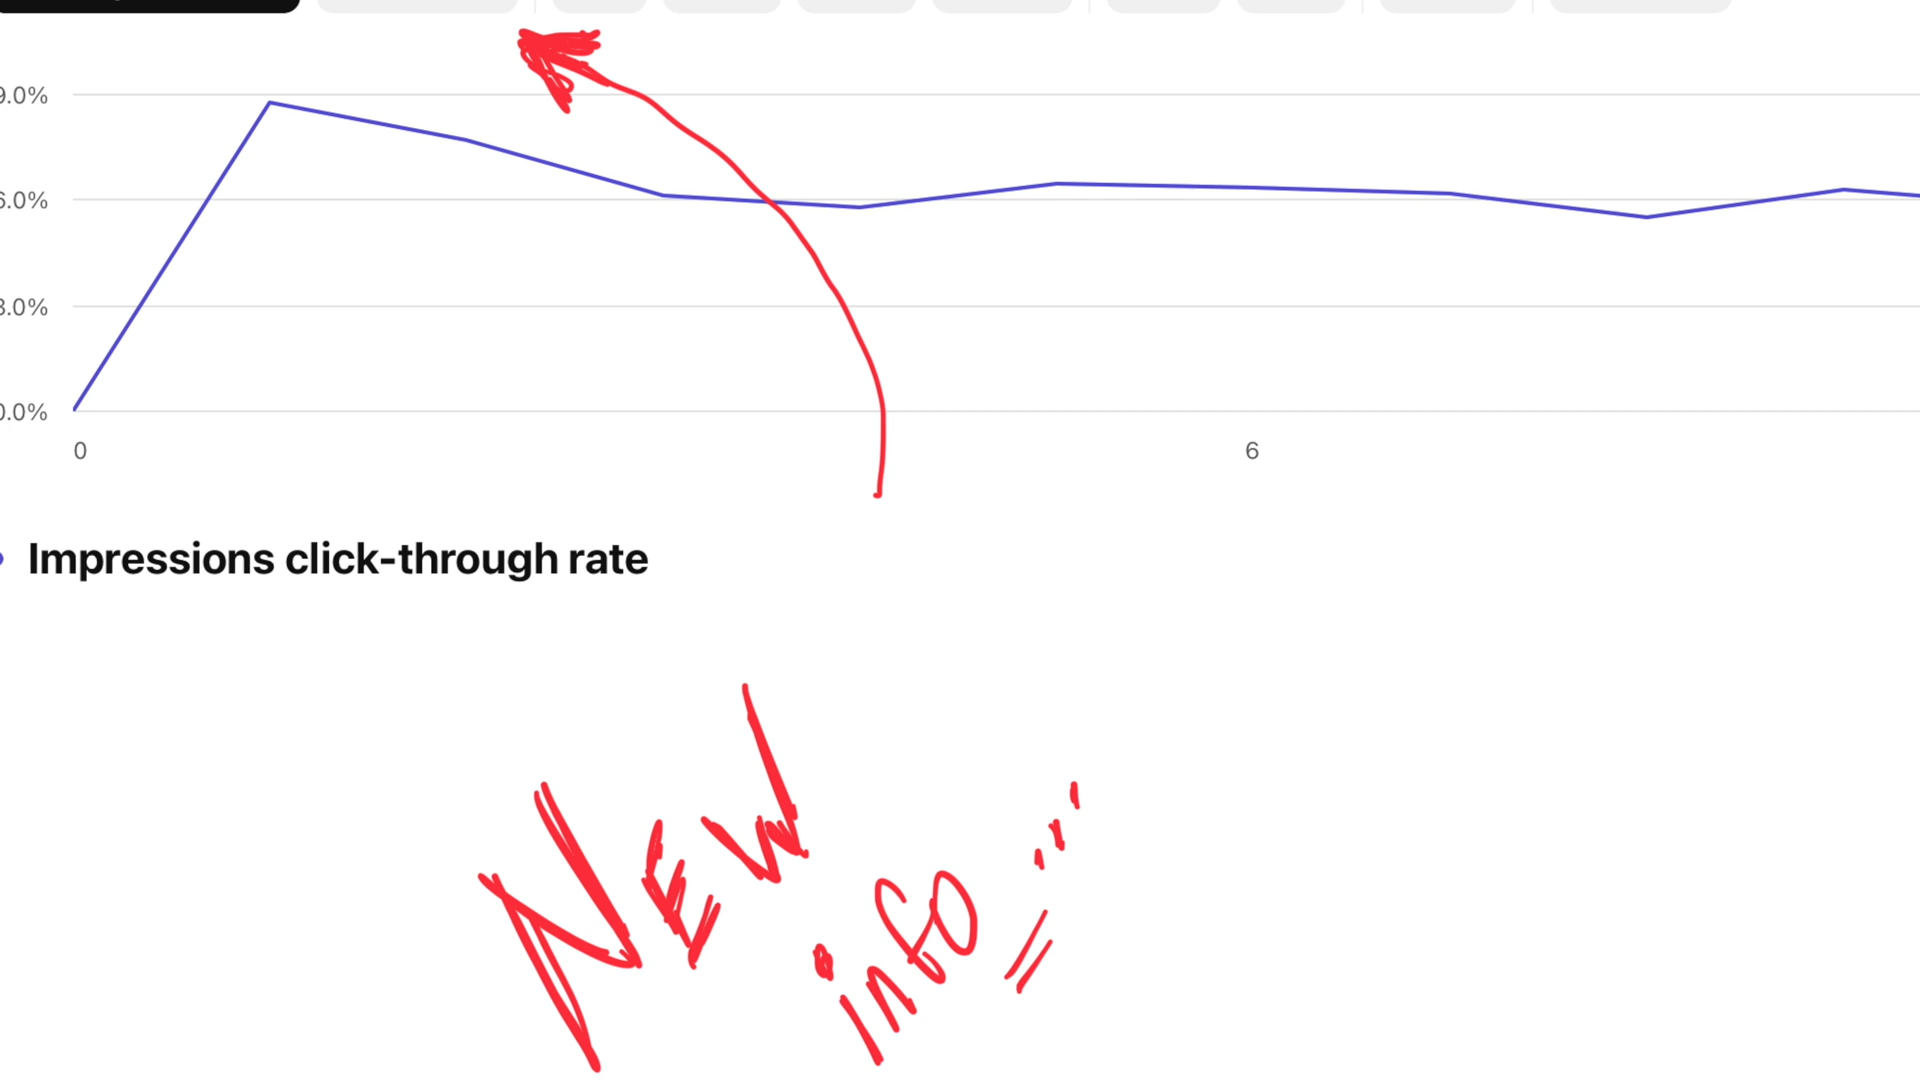 9.0%
6.0%
3.0%
0.0%
0
6
Impressions click-through rate
NEW
info = ...